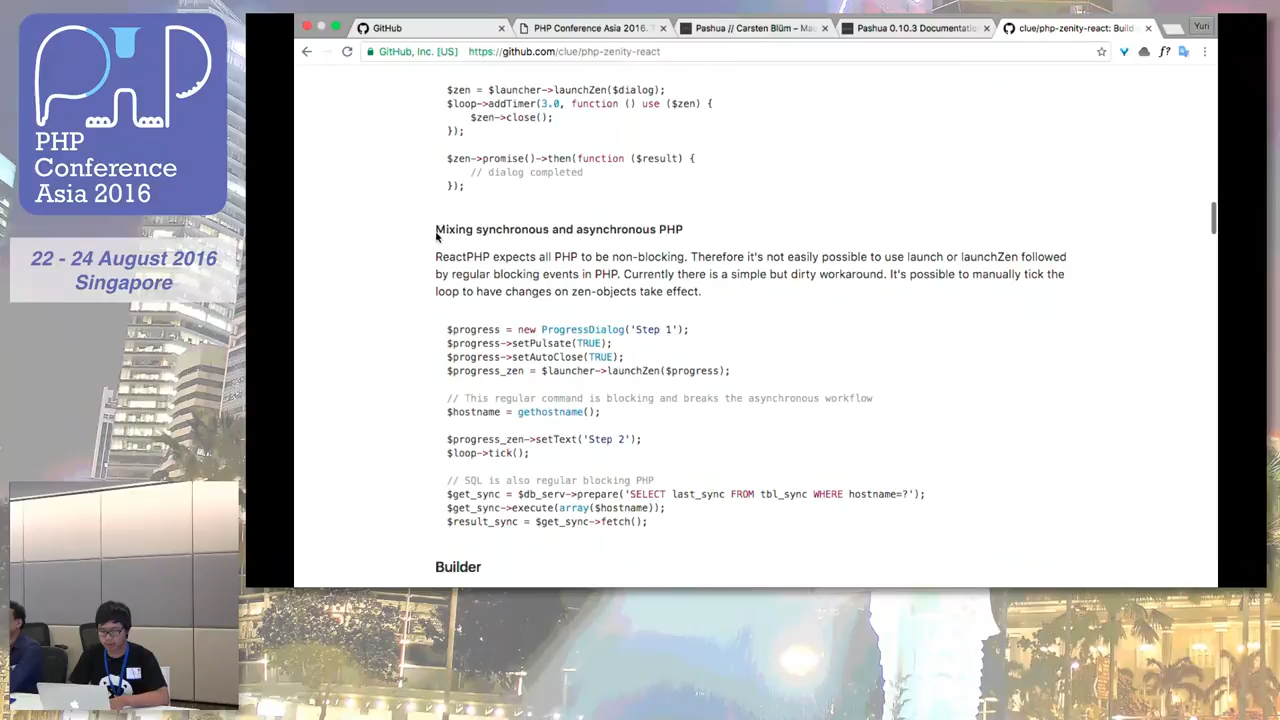 PHP
Conference
Asia 2016
22 - 24 August 2016
Singapore
GitHub
PHP Conference Asia 2016. T
Pashua // Carsten Blüm – Mac
Pashua 0.10.3 Documentatio
clue/php-zenity-react: Build
Yuri
GitHub, Inc. [US]
https://github.com/clue/php-zenity-react
$zen = $launcher->launchZen($dialog);
$loop->addTimer(3.0, function () use ($zen) {
$zen->close();
});
$zen->promise()->then(function ($result) {
// dialog completed
});
Mixing synchronous and asynchronous PHP
ReactPHP expects all PHP to be non-blocking. Therefore it's not easily possible to use launch or launchZen followed
by regular blocking events in PHP. Currently there is a simple but dirty workaround. It's possible to manually tick the
loop to have changes on zen-objects take effect.
$progress = new ProgressDialog('Step 1');
$progress->setPulsate(TRUE);
$progress->setAutoClose(TRUE);
$progress_zen = $launcher->launchZen($progress);
// This regular command is blocking and breaks the asynchronous workflow
$hostname = gethostname();
$progress_zen->setText('Step 2');
$loop->tick();
// SQL is also regular blocking PHP
$get_sync = $db_serv->prepare('SELECT last_sync FROM tbl_sync WHERE hostname=?');
$get_sync->execute(array($hostname));
$result_sync = $get_sync->fetch();
Builder